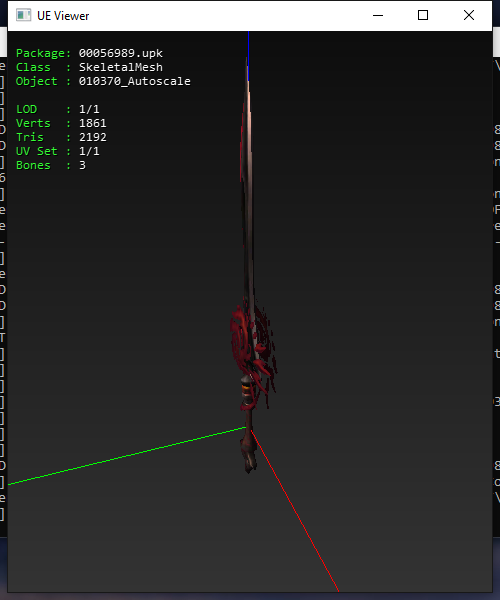 UE Viewer
Package: 00056989.upk
Class  : SkeletalMesh
Object : 010370_Autoscale
LOD    : 1/1
Verts  : 1861
Tris   : 2192
UV Set : 1/1
Bones  : 3